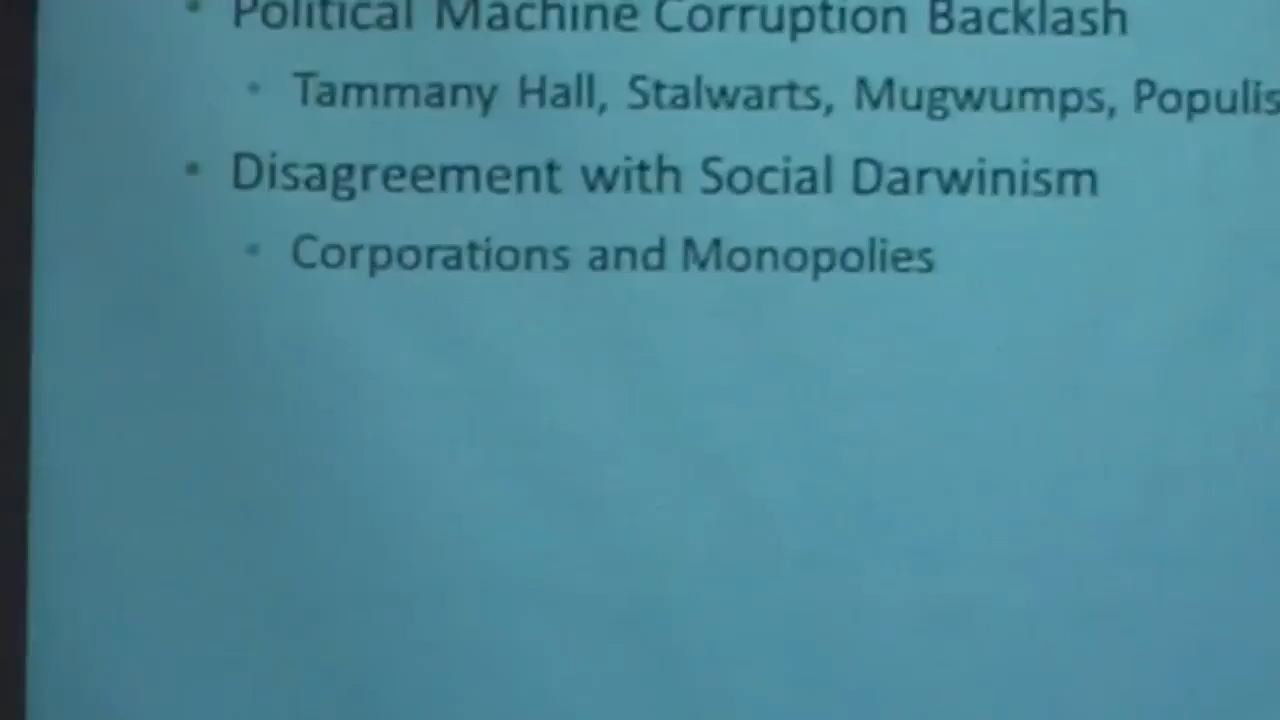 • Political Machine Corruption Backlash
• Tammany Hall, Stalwarts, Mugwumps, Populis
• Disagreement with Social Darwinism
• Corporations and Monopolies